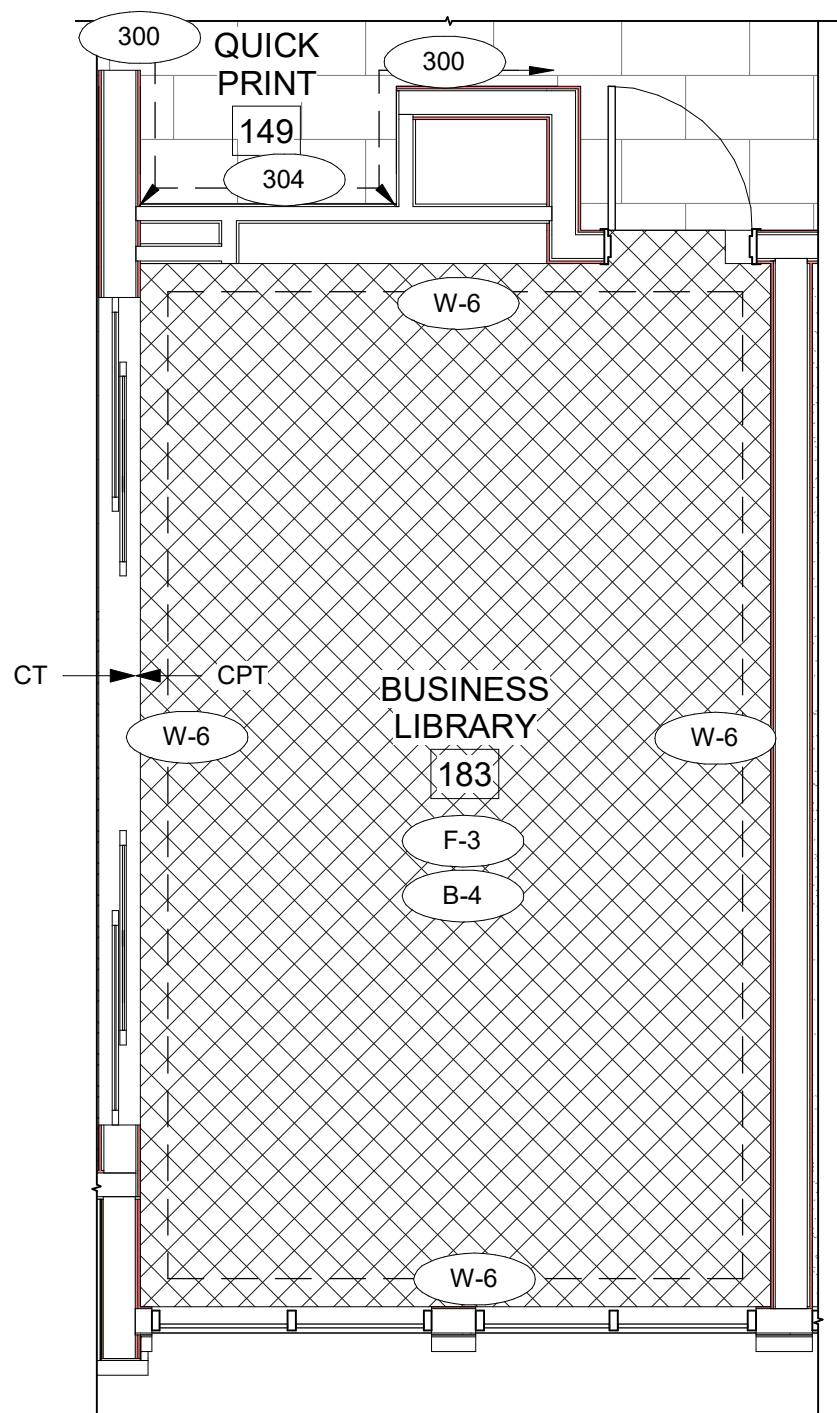 300
QUICK
PRINT
149
300
304
W-6
CT
CPT
BUSINESS
LIBRARY
183
W-6
W-6
F-3
B-4
W-6